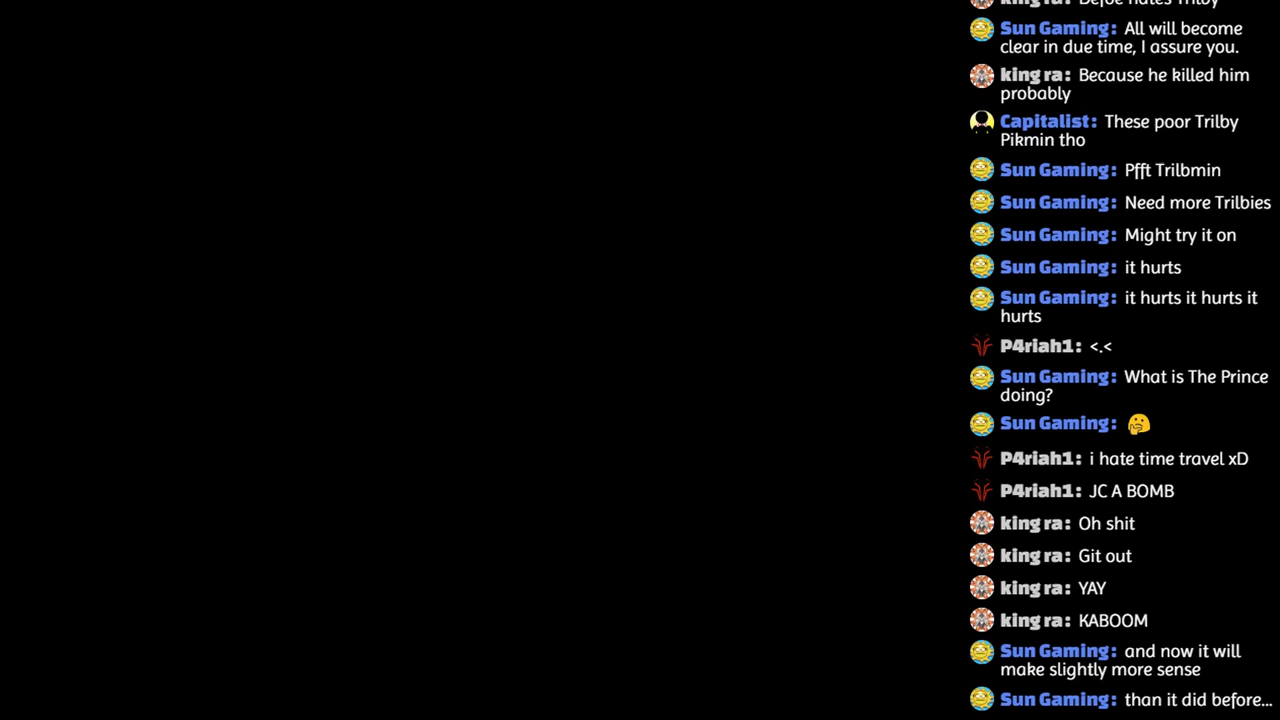 king ra: Defoe hates Trilby
Sun Gaming: All will become
clear in due time, I assure you.
king ra: Because he killed him
probably
Capitalist: These poor Trilby
Pikmin tho
Sun Gaming: Pfft Trilbmin
Sun Gaming: Need more Trilbies
Sun Gaming: Might try it on
Sun Gaming: it hurts
Sun Gaming: it hurts it hurts it
hurts
P4riah1: <.<
Sun Gaming: What is The Prince
doing?
Sun Gaming: 🤔
P4riah1: i hate time travel xD
P4riah1: JC A BOMB
king ra: Oh shit
king ra: Git out
king ra: YAY
king ra: KABOOM
Sun Gaming: and now it will
make slightly more sense
Sun Gaming: than it did before...